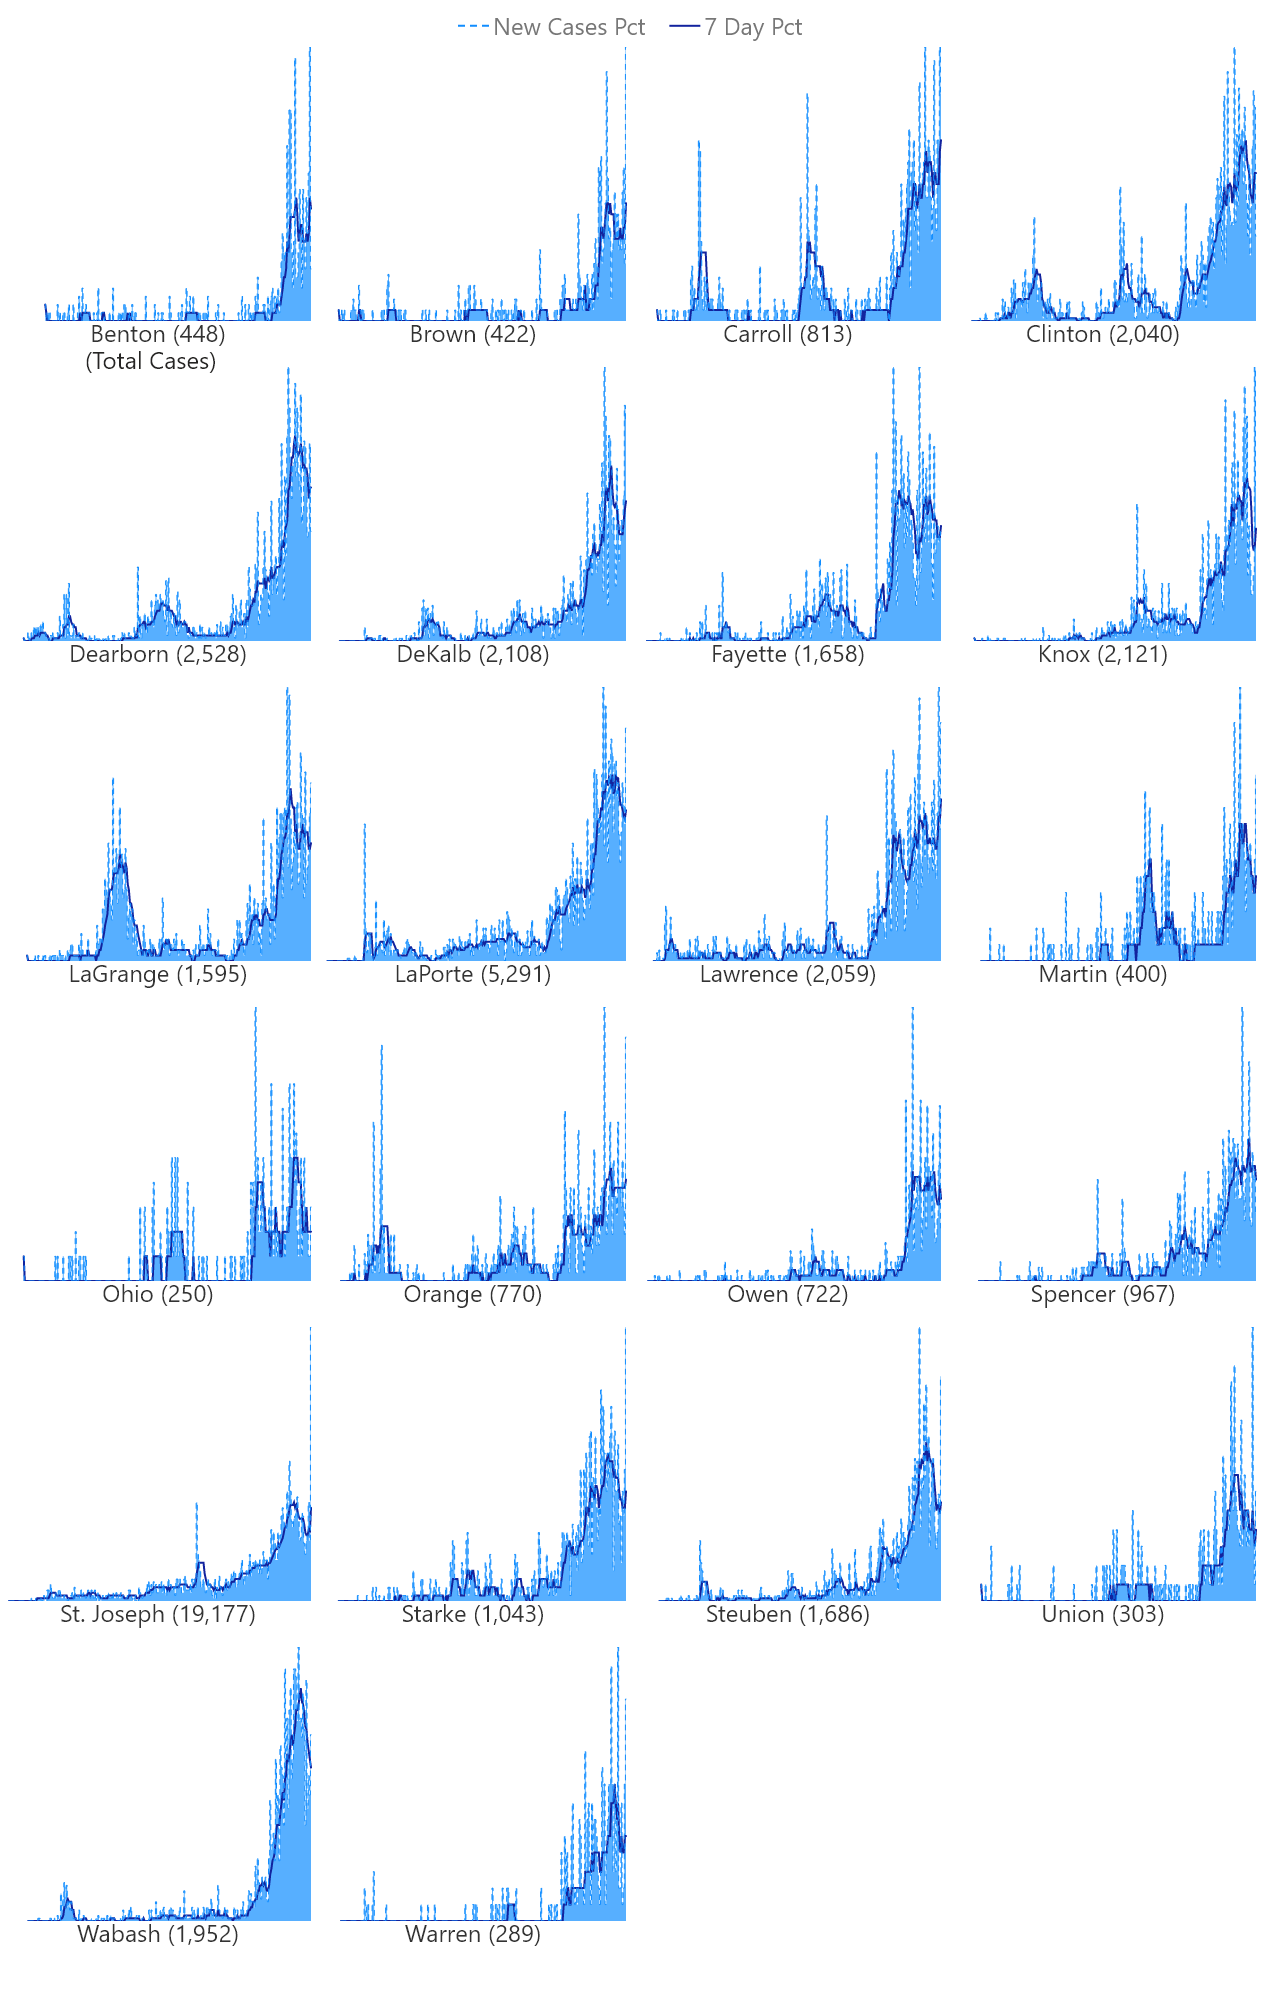 New Cases Pct 7 Day Pct
Benton (448) Brown (422) Carroll (813) Clinton (2,040)
(Total Cases)
Dearborn (2,528) DeKalb (2,108) Fayette (1,658) Knox (2,121)
LaGrange (1,595) LaPorte (5,291) Lawrence (2,059) Martin (400)
Ohio (250) Orange (770) Owen (722) Spencer (967)
St. Joseph (19,177) Starke (1,043) Steuben (1,686) Union (303)
Wabash (1,952) Warren (289)